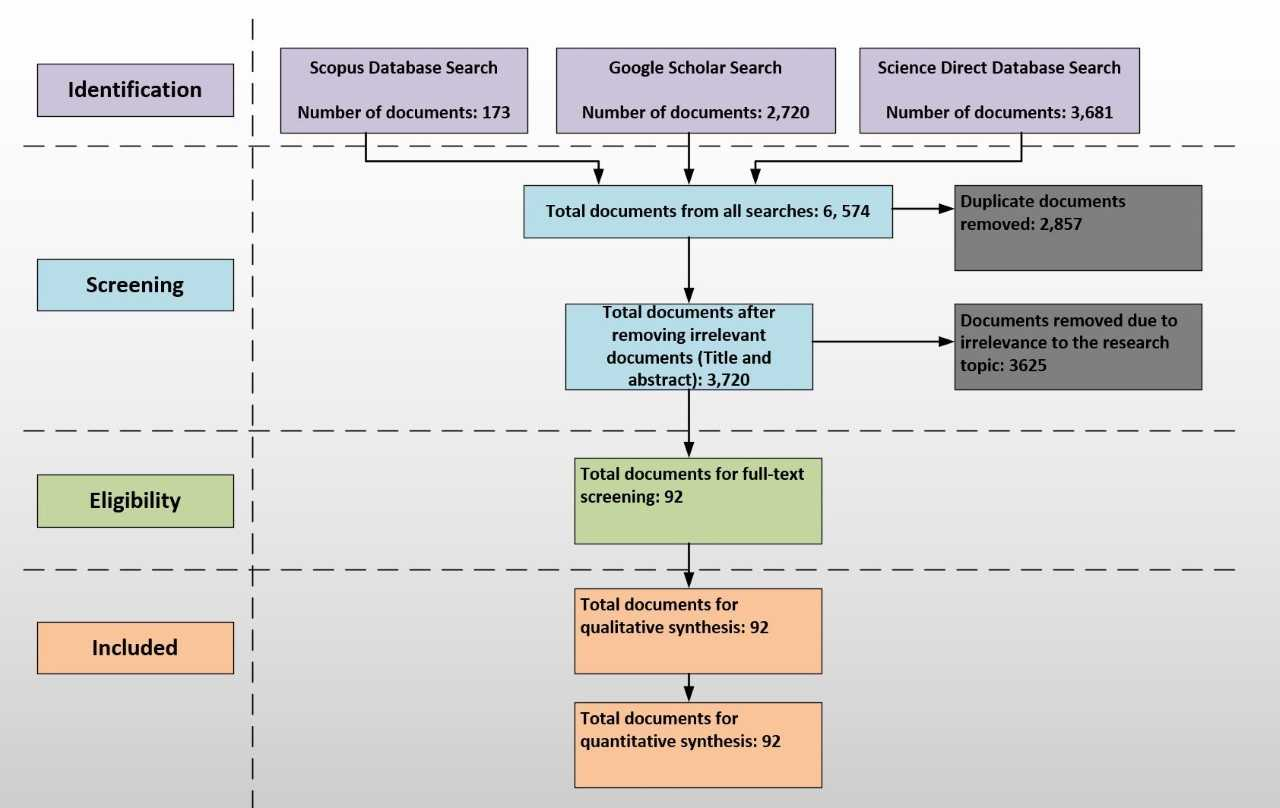 Identification
Scopus Database Search
Number of documents: 173
Google Scholar Search
Number of documents: 2,720
Science Direct Database Search
Number of documents: 3,681
Screening
Total documents from all searches: 6, 574
Duplicate documents
removed: 2,857
Total documents after
removing irrelevant
documents (Title and
abstract): 3,720
Documents removed due to
irrelevance to the research
topic: 3625
Eligibility
Total documents for full-text
screening: 92
Included
Total documents for
qualitative synthesis: 92
Total documents for
quantitative synthesis: 92